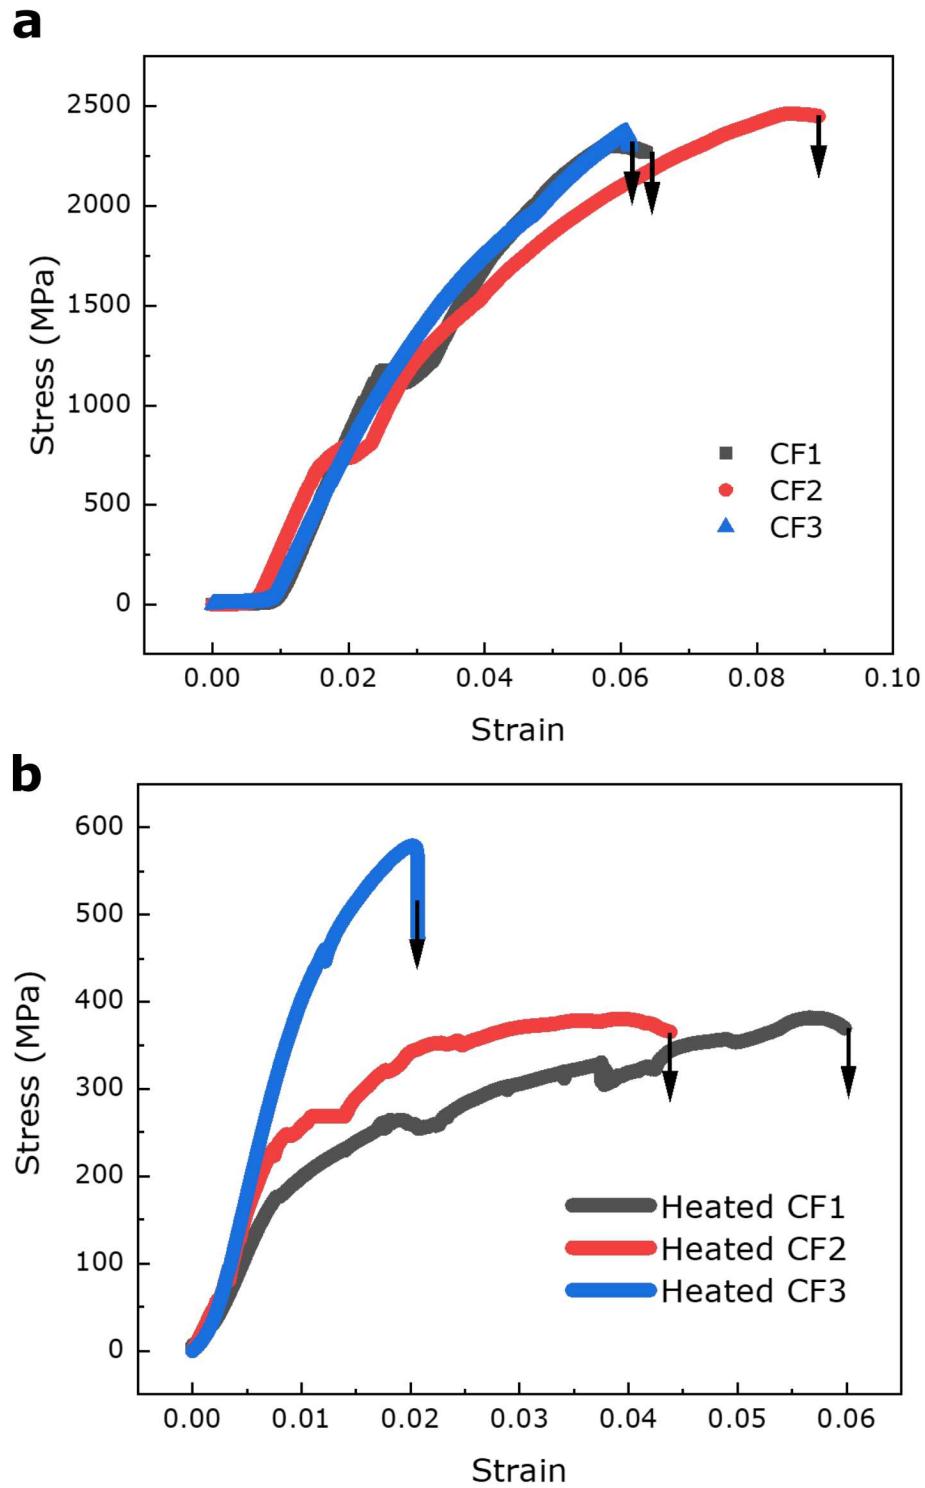 a
2500
2000
1500
1000
500
0
Stress (MPa)
CF1
CF2
CF3
0.00 0.02 0.04 0.06 0.08 0.10
Strain
b
600
500
400
300
200
100
0
Stress (MPa)
Heated CF1
Heated CF2
Heated CF3
0.00 0.01 0.02 0.03 0.04 0.05 0.06
Strain